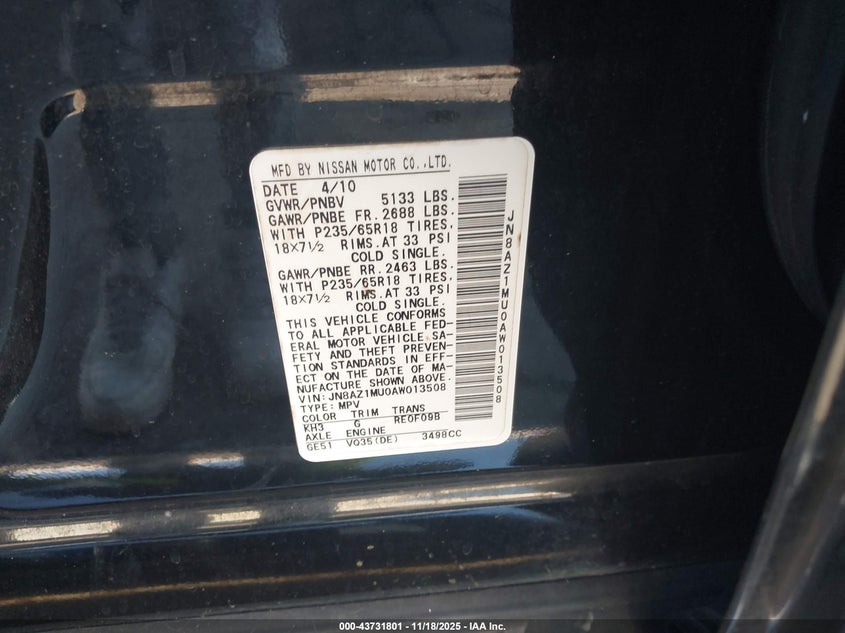 MFD BY NISSAN MOTOR CO.,LTD.
DATE 4/10
GVWR/PNBV 5133 LBS.
GAWR/PNBE FR. 2688 LBS.
WITH P235/65R18 TIRES.
18×7½ RIMS.AT 33 PSI
COLD SINGLE.
GAWR/PNBE RR. 2463 LBS.
WITH P235/65R18 TIRES.
18×7½ RIMS.AT 33 PSI
COLD SINGLE.
THIS VEHICLE CONFORMS
TO ALL APPLICABLE FED-
ERAL MOTOR VEHICLE SA-
FETY AND THEFT PREVEN-
TION STANDARDS IN EFF-
ECT ON THE DATE OF MA-
NUFACTURE SHOWN ABOVE.
VIN: JN8AZ1MU0AW013508
TYPE: MPV
COLOR TRIM TRANS
KH3 G RE0F09B
AXLE ENGINE
GE51 VQ35(DE) 3498CC
JN8AZ1MU0AW013508
000-43731801 - 11/18/2025 - IAA Inc.